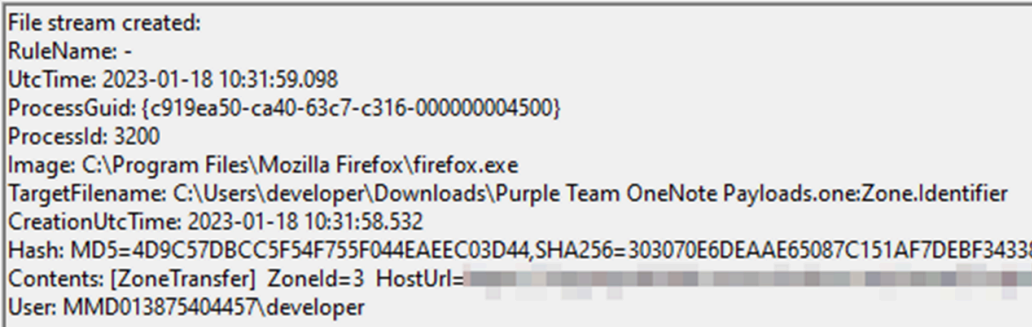 File stream created:
RuleName: -
UtcTime: 2023-01-18 10:31:59.098
ProcessGuid: {c919ea50-ca40-63c7-c316-000000004500}
ProcessId: 3200
Image: C:\Program Files\Mozilla Firefox\firefox.exe
TargetFilename: C:\Users\developer\Downloads\Purple Team OneNote Payloads.one:Zone.Identifier
CreationUtcTime: 2023-01-18 10:31:58.532
Hash: MD5=4D9C57DBCC5F54F755F044EAEEC03D44,SHA256=303070E6DEAAE65087C151AF7DEBF34338
Contents: [ZoneTransfer]  ZoneId=3  HostUrl=
User: MMD013875404457\developer